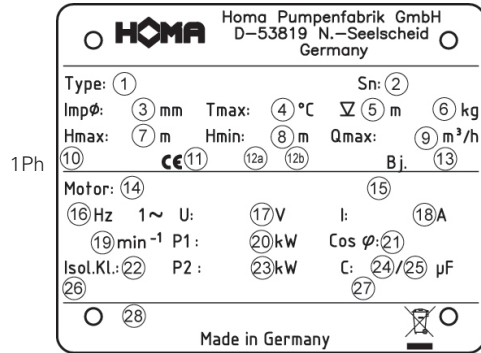 HOMA Homa Pumpenfabrik GmbH
D-53819 N.-Seelscheid
Germany
Type: 1 Sn: 2
Impø: 3 mm Tmax: 4 °C ∇ 5 m 6 kg
Hmax: 7 m Hmin: 8 m Qmax: 9 m³/h
1Ph
10 CE 11 12a 12b Bj. 13
Motor: 14 15
16 Hz 1~ U: 17 V I: 18 A
19 min⁻¹ P1: 20 kW Cos φ: 21
Isol.Kl.: 22 P2: 23 kW C: 24/25 µF
26 27
28
Made in Germany